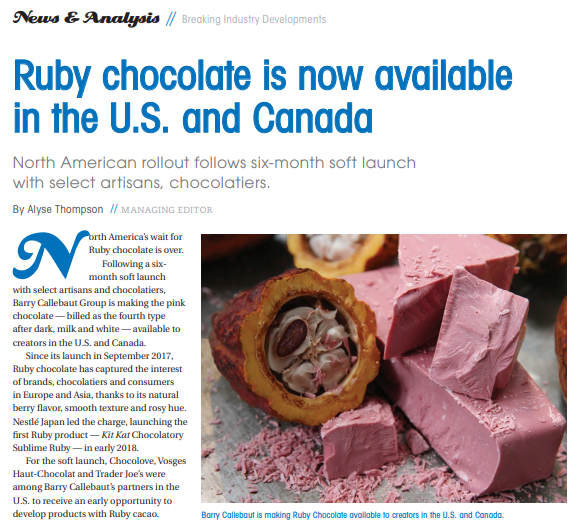 News & Analysis // Breaking Industry Developments
Ruby chocolate is now available
in the U.S. and Canada
North American rollout follows six-month soft launch
with select artisans, chocolatiers.
By Alyse Thompson // MANAGING EDITOR
North America's wait for
Ruby chocolate is over.
Following a six-
month soft launch
with select artisans and chocolatiers,
Barry Callebaut Group is making the pink
chocolate — billed as the fourth type
after dark, milk and white — available to
creators in the U.S. and Canada.
Since its launch in September 2017,
Ruby chocolate has captured the interest
of brands, chocolatiers and consumers
in Europe and Asia, thanks to its natural
berry flavor, smooth texture and rosy hue.
Nestlé Japan led the charge, launching the
first Ruby product — Kit Kat Chocolatory
Sublime Ruby — in early 2018.
For the soft launch, Chocolove, Vosges
Haut-Chocolat and Trader Joe's were
among Barry Callebaut's partners in the
U.S. to receive an early opportunity to
develop products with Ruby cacao.
Barry Callebaut is making Ruby Chocolate available to creators in the U.S. and Canada.